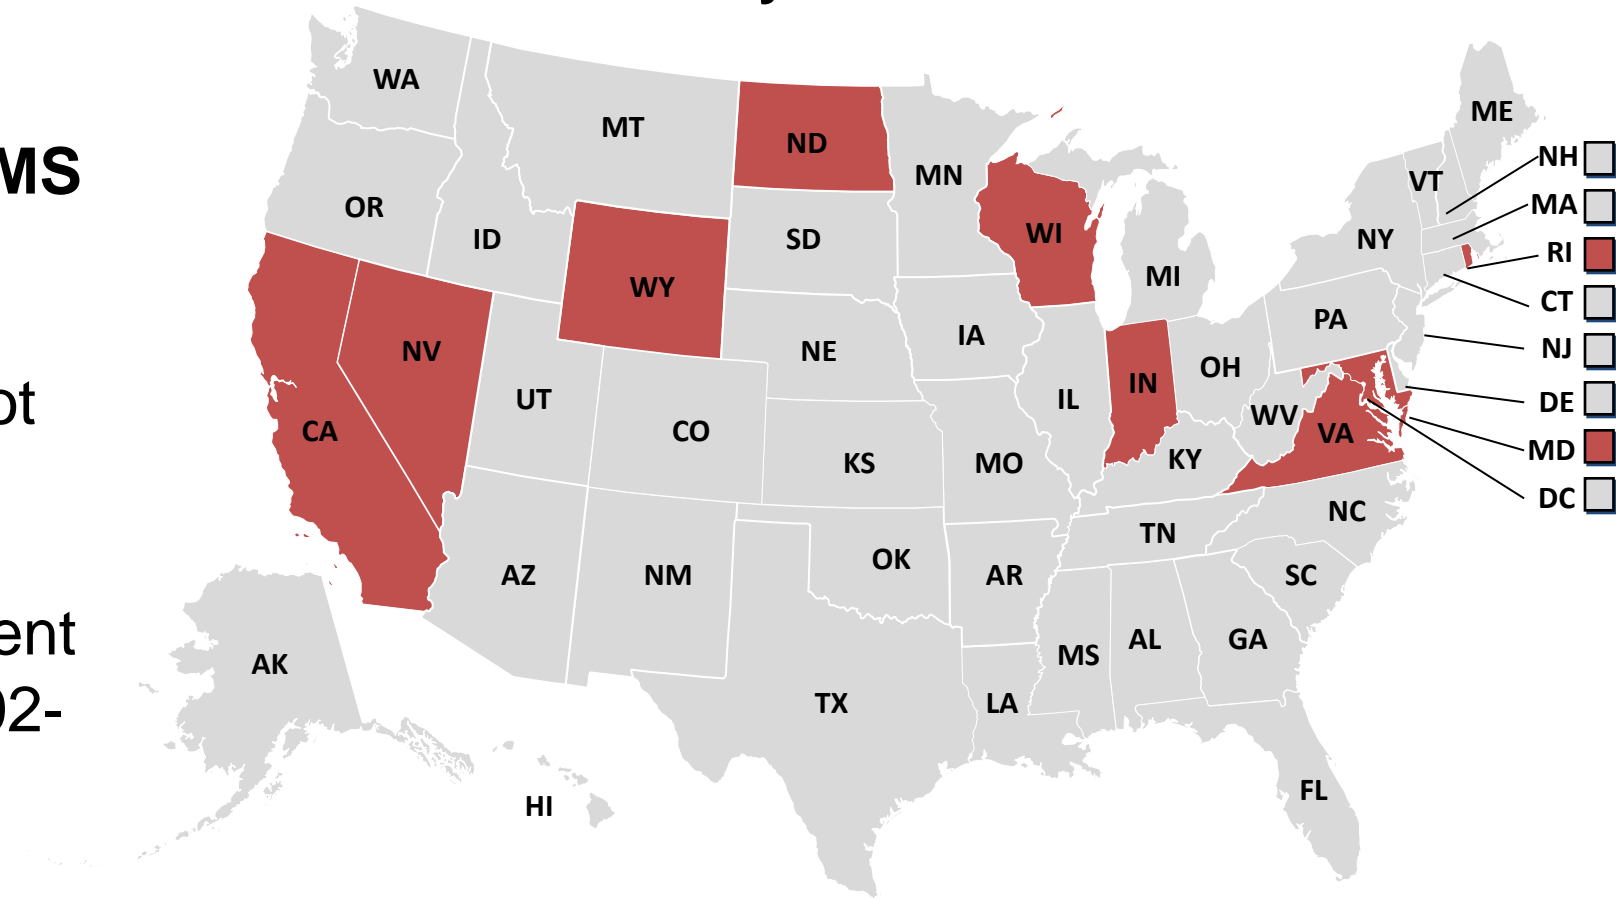 MS
ot
ent
02-
WA
MT
ND
MN
ME
NH
VT
MA
OR
ID
SD
WI
NY
RI
MI
WY
CT
PA
NV
NE
IA
NJ
OH
IN
UT
IL
DE
CA
CO
WV
VA
MD
KS
MO
KY
DC
NC
TN
AZ
NM
OK
AR
SC
AK
MS
AL
GA
TX
LA
HI
FL